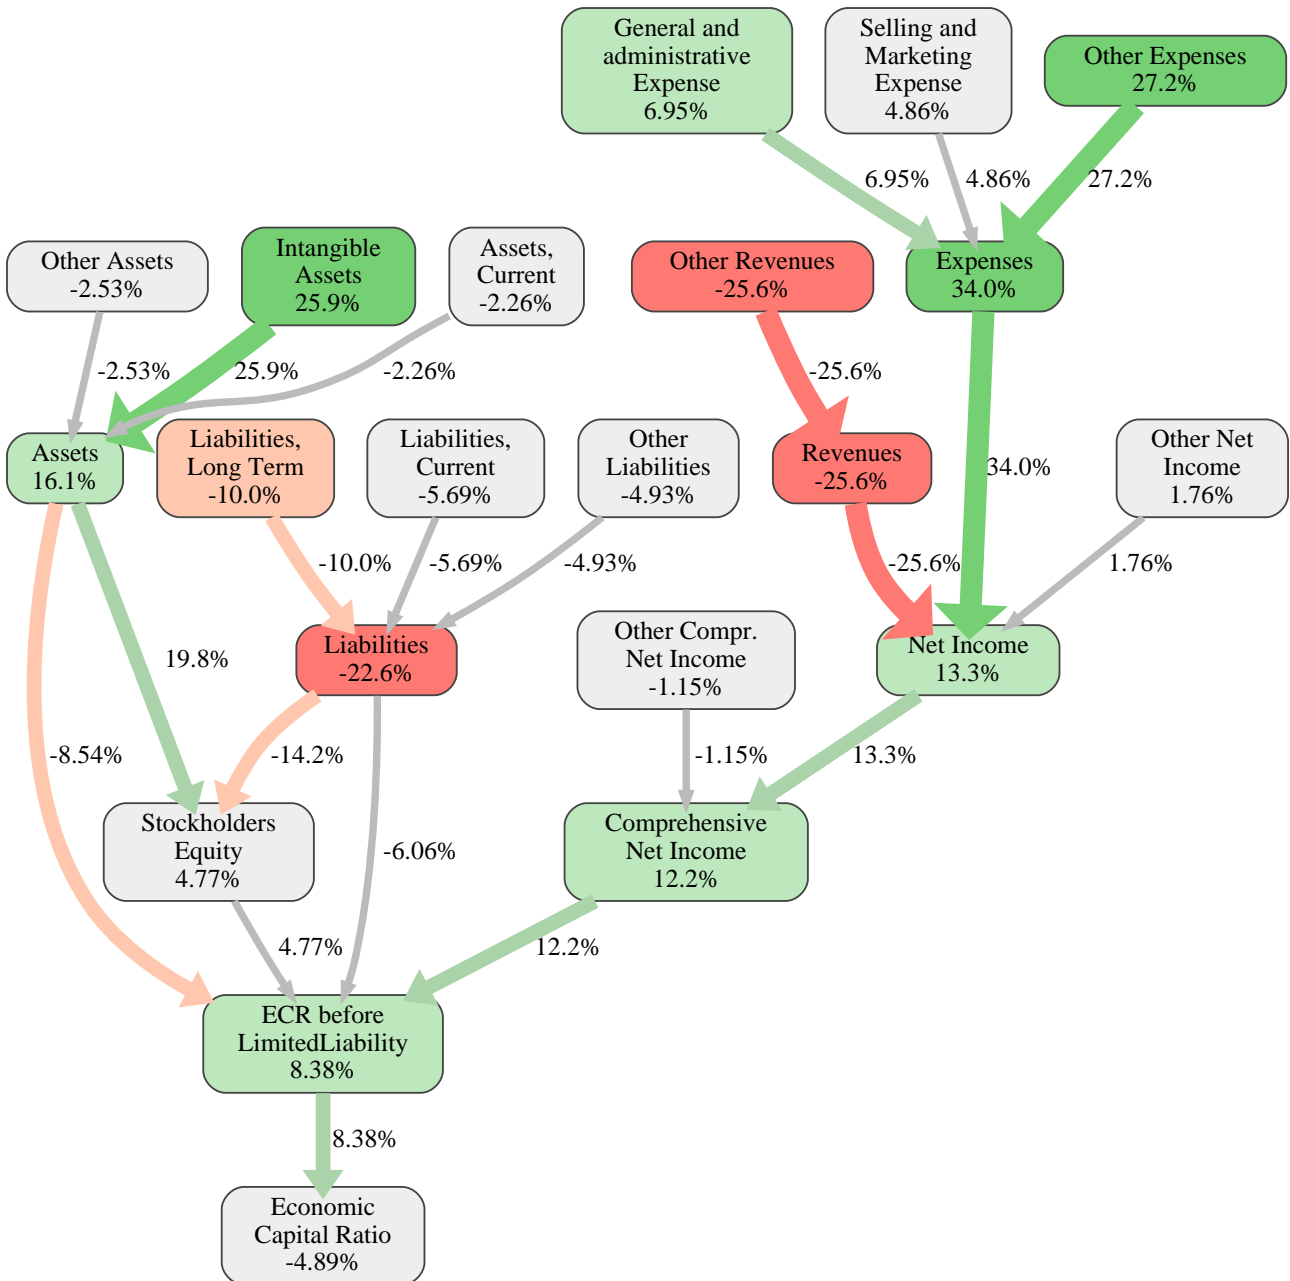 General and
administrative
Expense
6.95%
Selling and
Marketing
Expense
4.86%
Other Expenses
27.2%
6.95%
4.86%
27.2%
Other Assets
-2.53%
Intangible
Assets
25.9%
Assets,
Current
-2.26%
Other Revenues
-25.6%
Expenses
34.0%
-2.53%
25.9%
-2.26%
-25.6%
34.0%
Assets
16.1%
Liabilities,
Long Term
-10.0%
Liabilities,
Current
-5.69%
Other
Liabilities
-4.93%
Revenues
-25.6%
Other Net
Income
1.76%
-10.0%
-5.69%
-4.93%
-25.6%
1.76%
19.8%
Liabilities
-22.6%
Other Compr.
Net Income
-1.15%
Net Income
13.3%
-8.54%
-14.2%
-6.06%
-1.15%
13.3%
Stockholders
Equity
4.77%
Comprehensive
Net Income
12.2%
4.77%
12.2%
ECR before
LimitedLiability
8.38%
8.38%
Economic
Capital Ratio
-4.89%